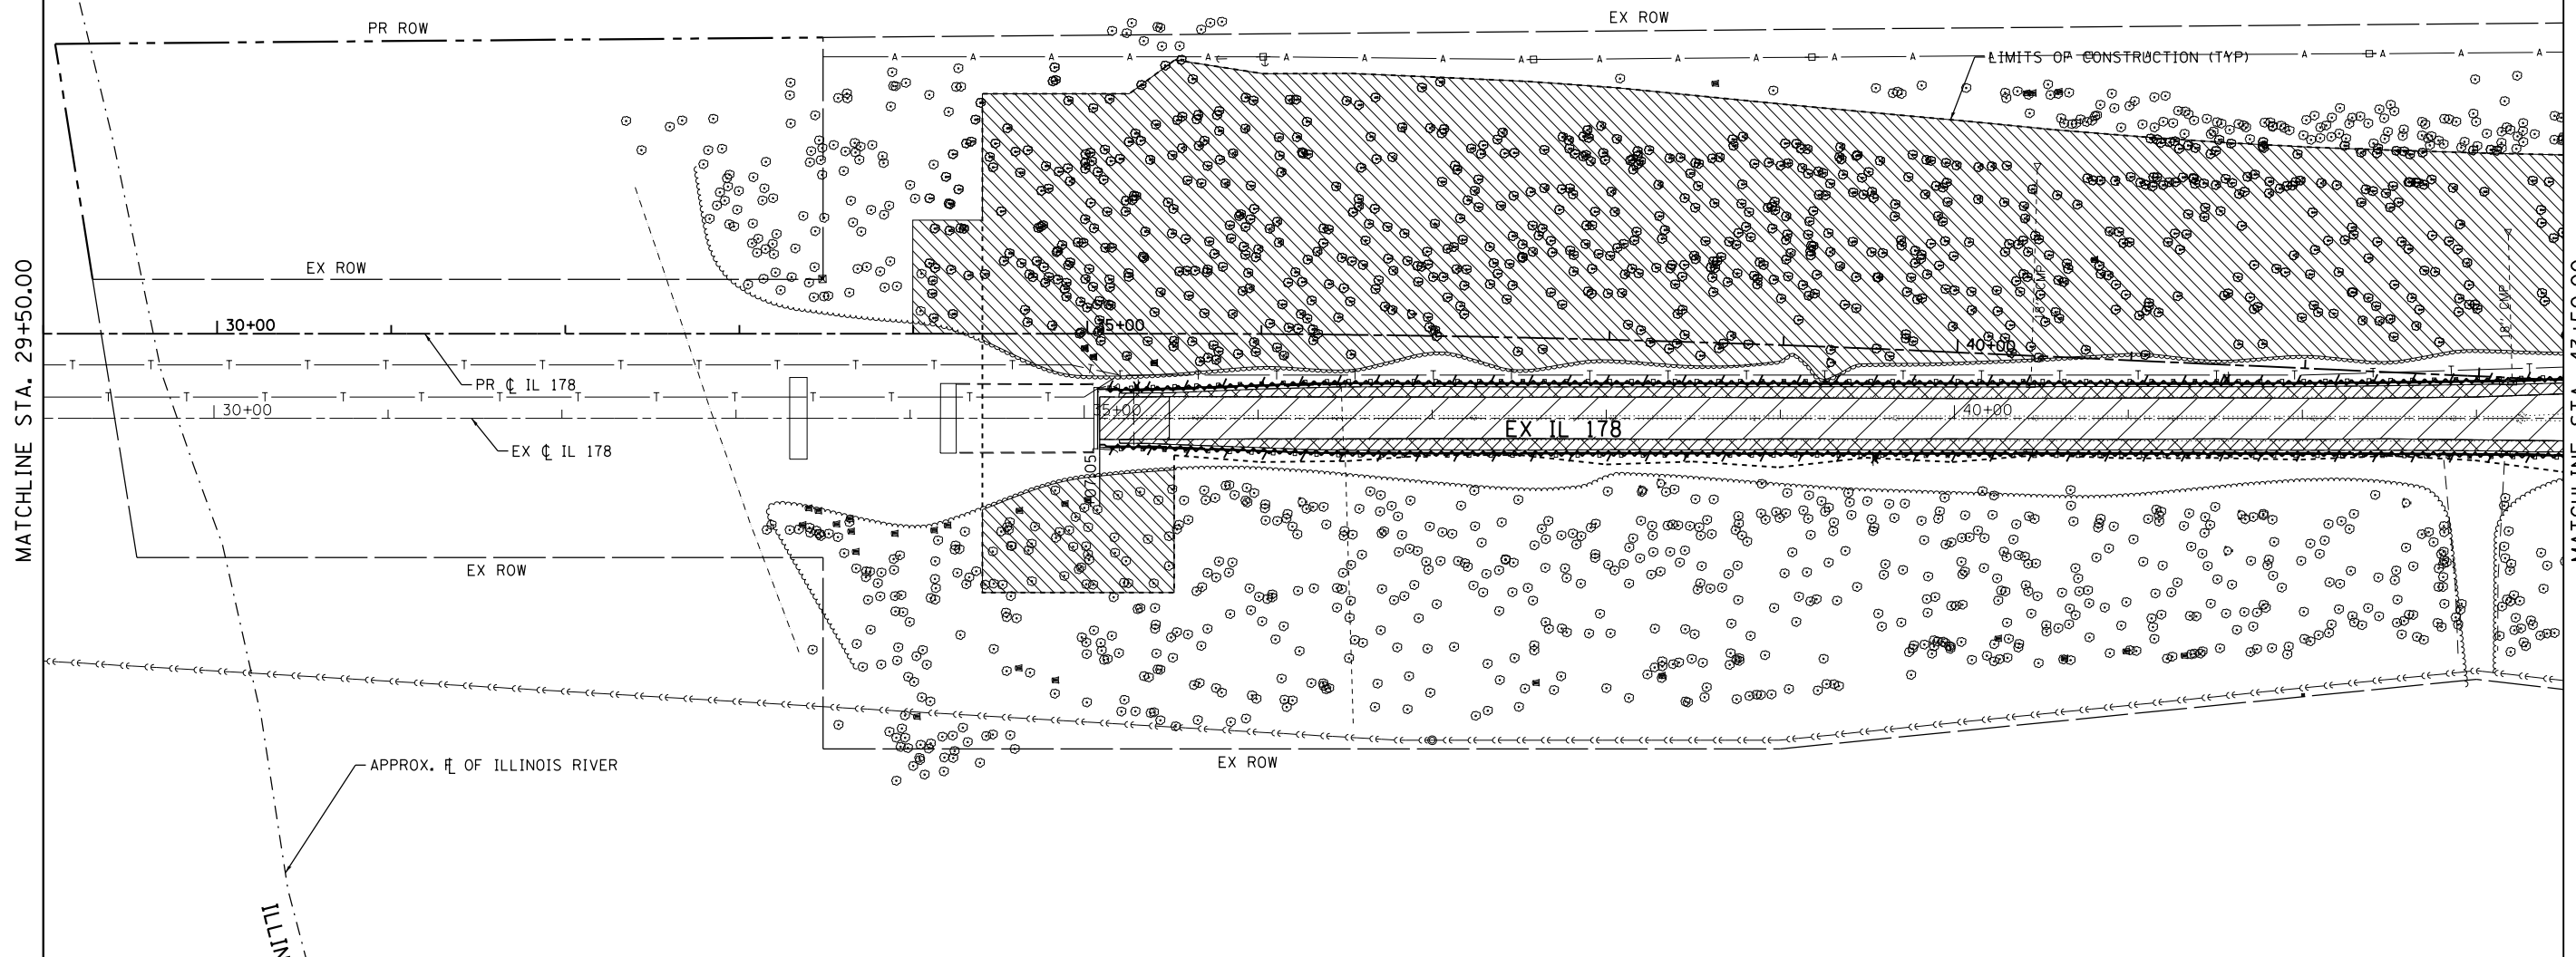 EX ROW
PR ROW
LIMITS OF CONSTRUCTION (TYP)
EX ROW
MATCHLINE STA. 29+50.00
30+00
35+00
40+00
18" CMP
PR ℄ IL 178
30+00
35+00
40+00
EX IL 178
EX ℄ IL 178
EX ROW
EX ROW
APPROX. ⅊ OF ILLINOIS RIVER